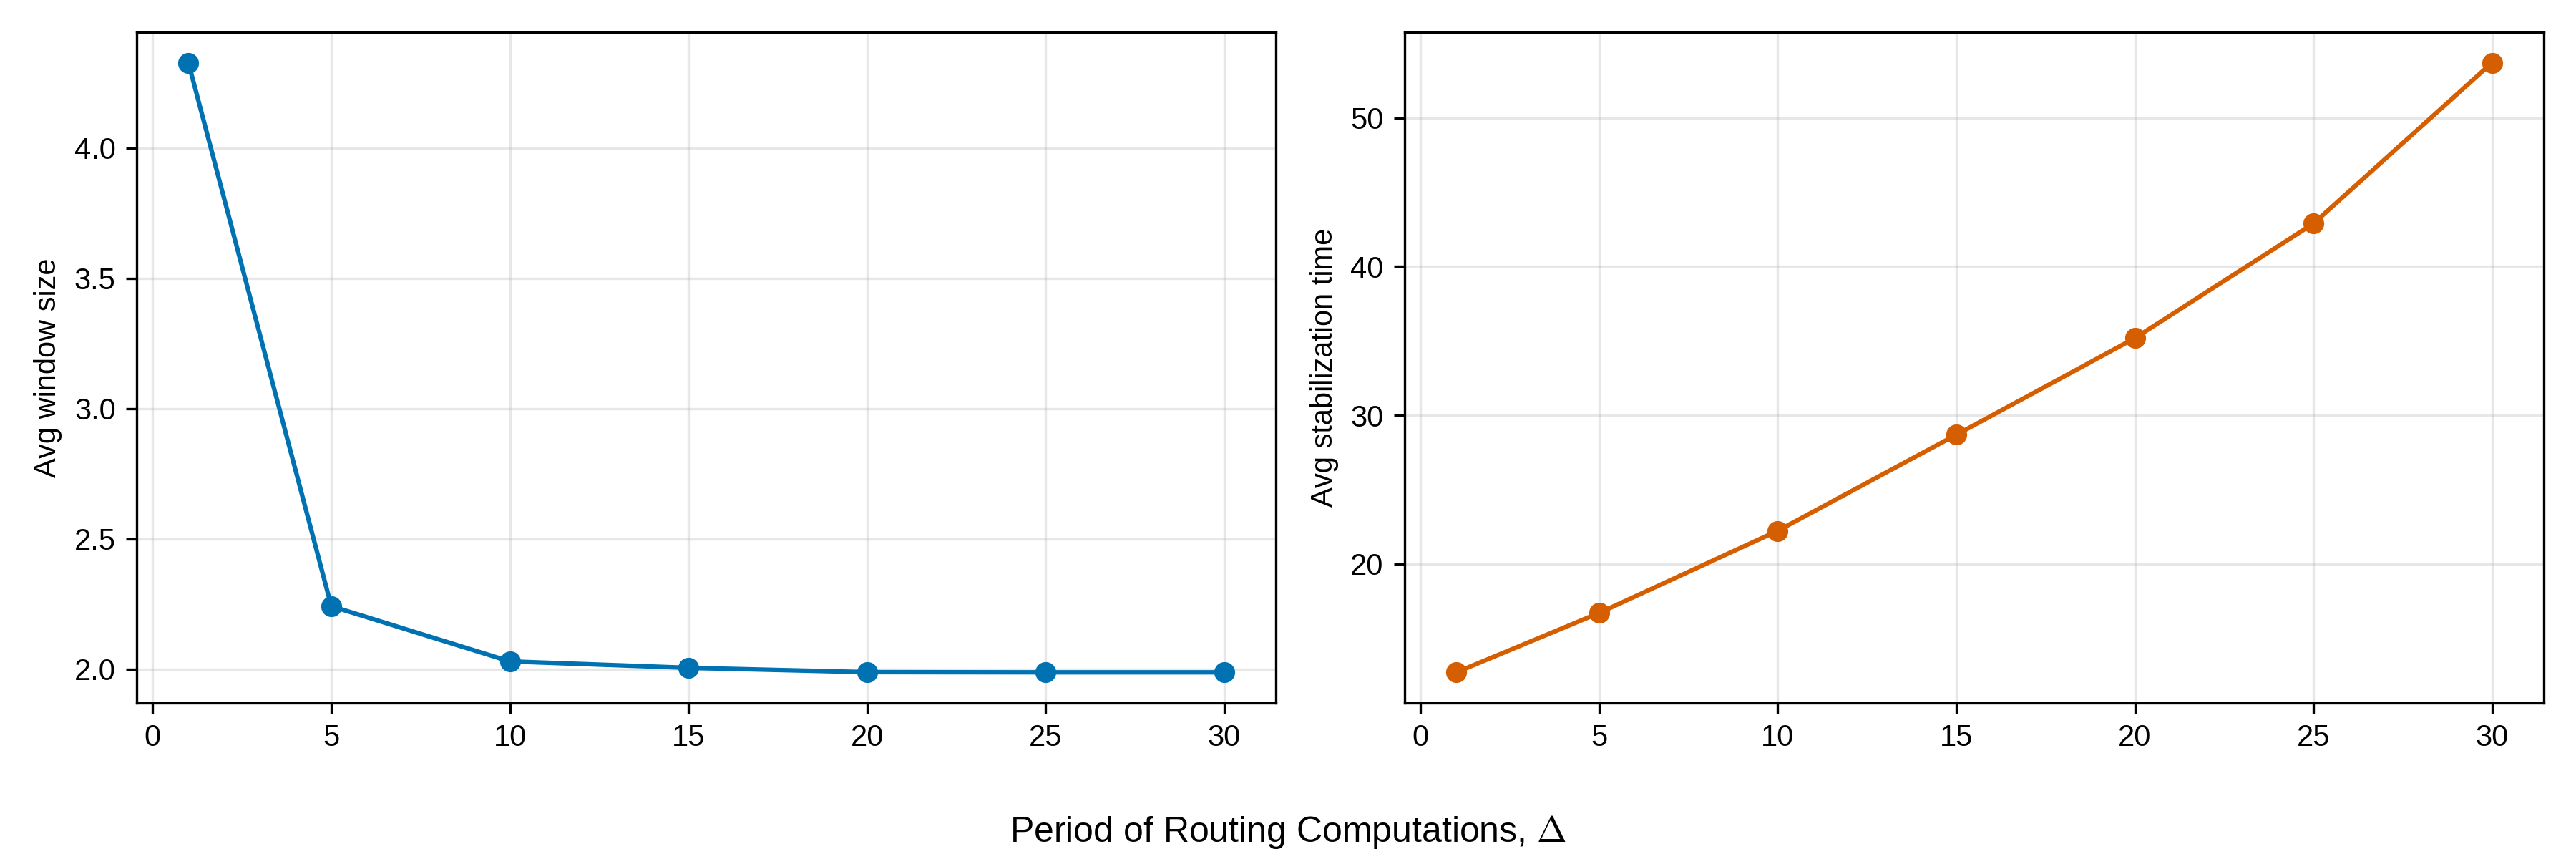 Avg window size
4.0
3.5
3.0
2.5
2.0
0 5 10 15 20 25 30
Avg stabilization time
50
40
30
20
0 5 10 15 20 25 30
Period of Routing Computations, Δ